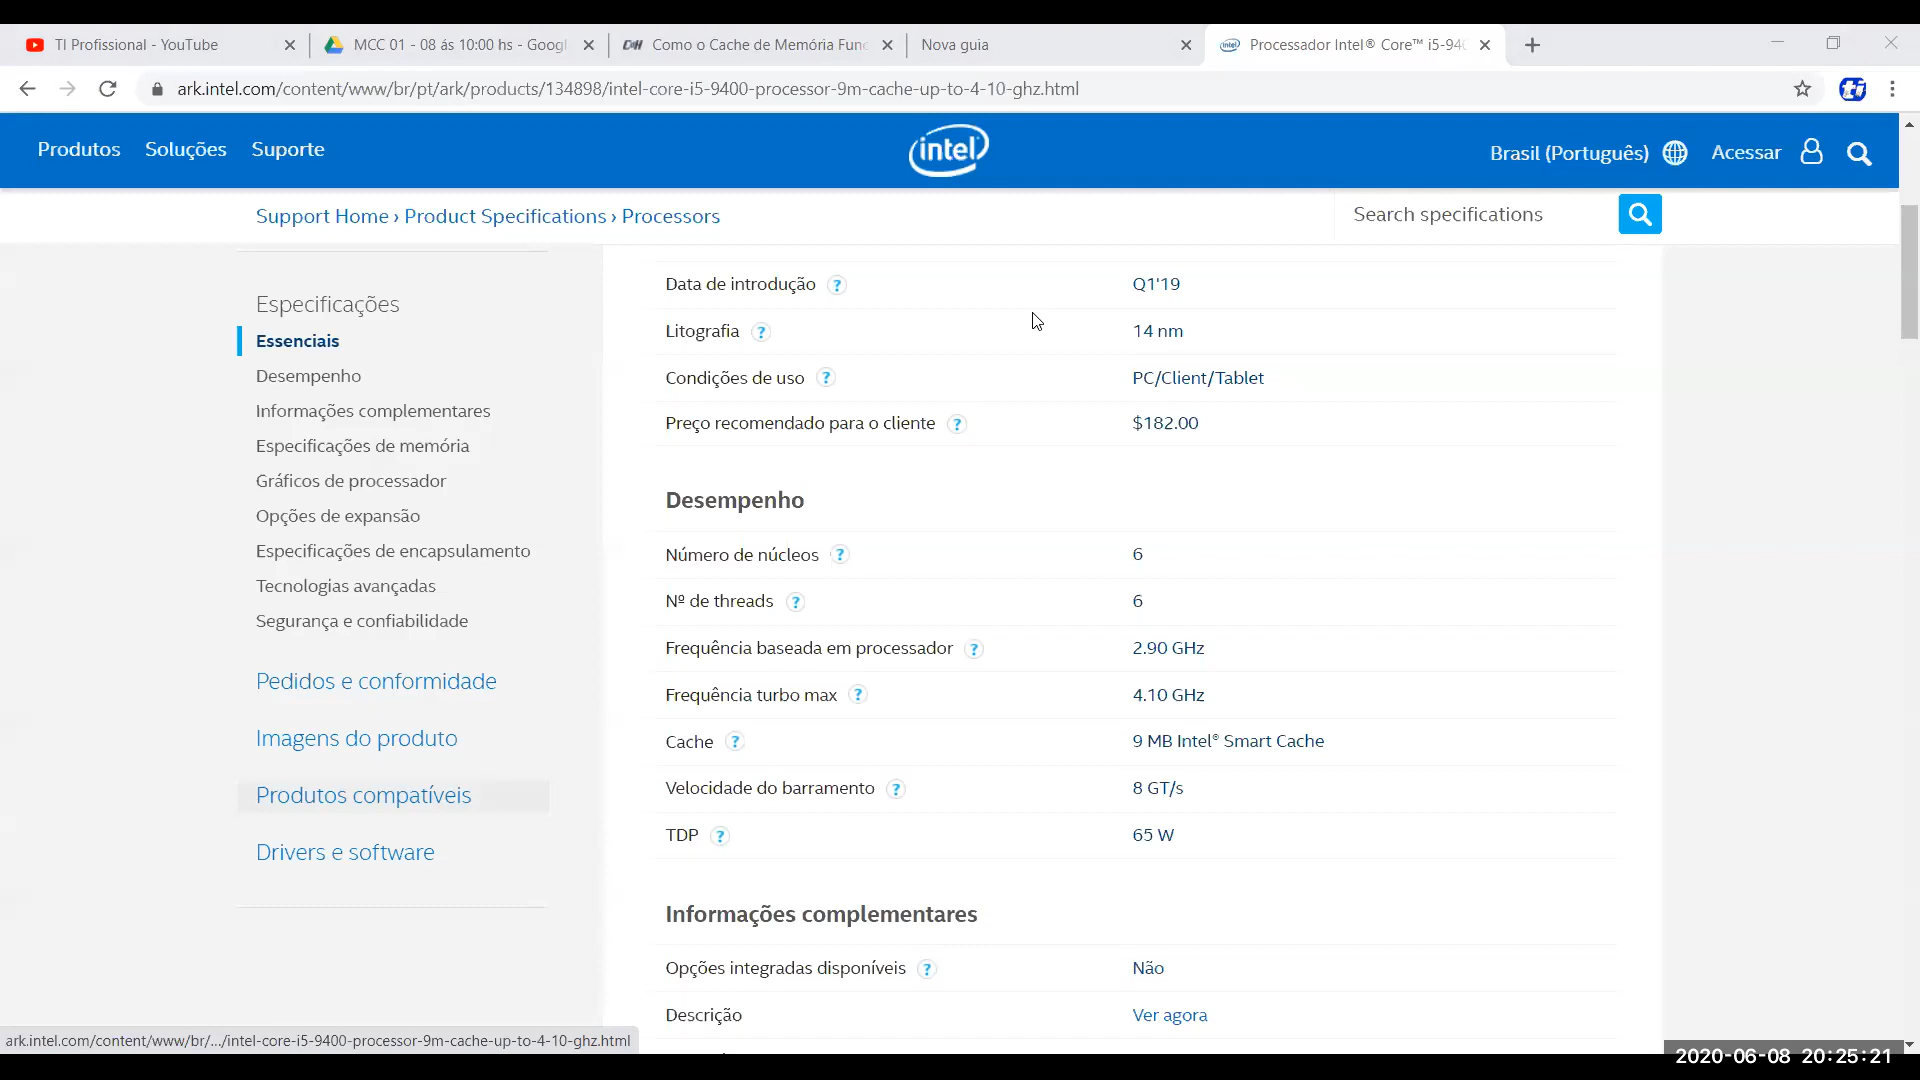 TI Profissional - YouTube
MCC 01 - 08 ás 10:00 hs - Googl
Como o Cache de Memória Fun
Nova guia
Processador Intel® Core™ i5-940
ark.intel.com/content/www/br/pt/ark/products/134898/intel-core-i5-9400-processor-9m-cache-up-to-4-10-ghz.html
Produtos Soluções Suporte
intel
Brasil (Português) Acessar
Support Home › Product Specifications › Processors
Search specifications
Especificações
Essenciais
Desempenho
Informações complementares
Especificações de memória
Gráficos de processador
Opções de expansão
Especificações de encapsulamento
Tecnologias avançadas
Segurança e confiabilidade
Pedidos e conformidade
Imagens do produto
Produtos compatíveis
Drivers e software
Data de introdução ? Q1'19
Litografia ? 14 nm
Condições de uso ? PC/Client/Tablet
Preço recomendado para o cliente ? $182.00
Desempenho
Número de núcleos ? 6
Nº de threads ? 6
Frequência baseada em processador ? 2.90 GHz
Frequência turbo max ? 4.10 GHz
Cache ? 9 MB Intel® Smart Cache
Velocidade do barramento ? 8 GT/s
TDP ? 65 W
Informações complementares
Opções integradas disponíveis ? Não
Descrição Ver agora
ark.intel.com/content/www/br/.../intel-core-i5-9400-processor-9m-cache-up-to-4-10-ghz.html
2020-06-08 20:25:21